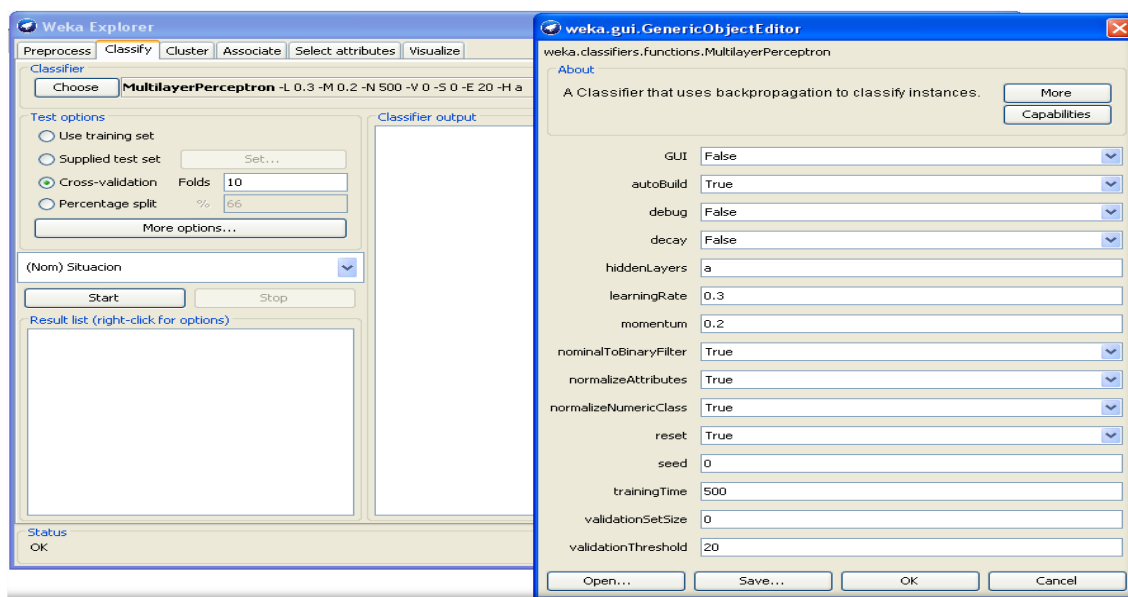 Weka Explorer
Preprocess Classify Cluster Associate Select attributes Visualize
Classifier
Choose MultilayerPerceptron -L 0.3 -M 0.2 -N 500 -V 0 -S 0 -E 20 -H a
Test options
Use training set
Supplied test set Set...
Cross-validation Folds 10
Percentage split % 66
More options...
(Nom) Situacion
Start Stop
Result list (right-click for options)
Classifier output
Status
OK
weka.gui.GenericObjectEditor
weka.classifiers.functions.MultilayerPerceptron
About
A Classifier that uses backpropagation to classify instances.
More
Capabilities
GUI False
autoBuild True
debug False
decay False
hiddenLayers a
learningRate 0.3
momentum 0.2
nominalToBinaryFilter True
normalizeAttributes True
normalizeNumericClass True
reset True
seed 0
trainingTime 500
validationSetSize 0
validationThreshold 20
Open... Save... OK Cancel